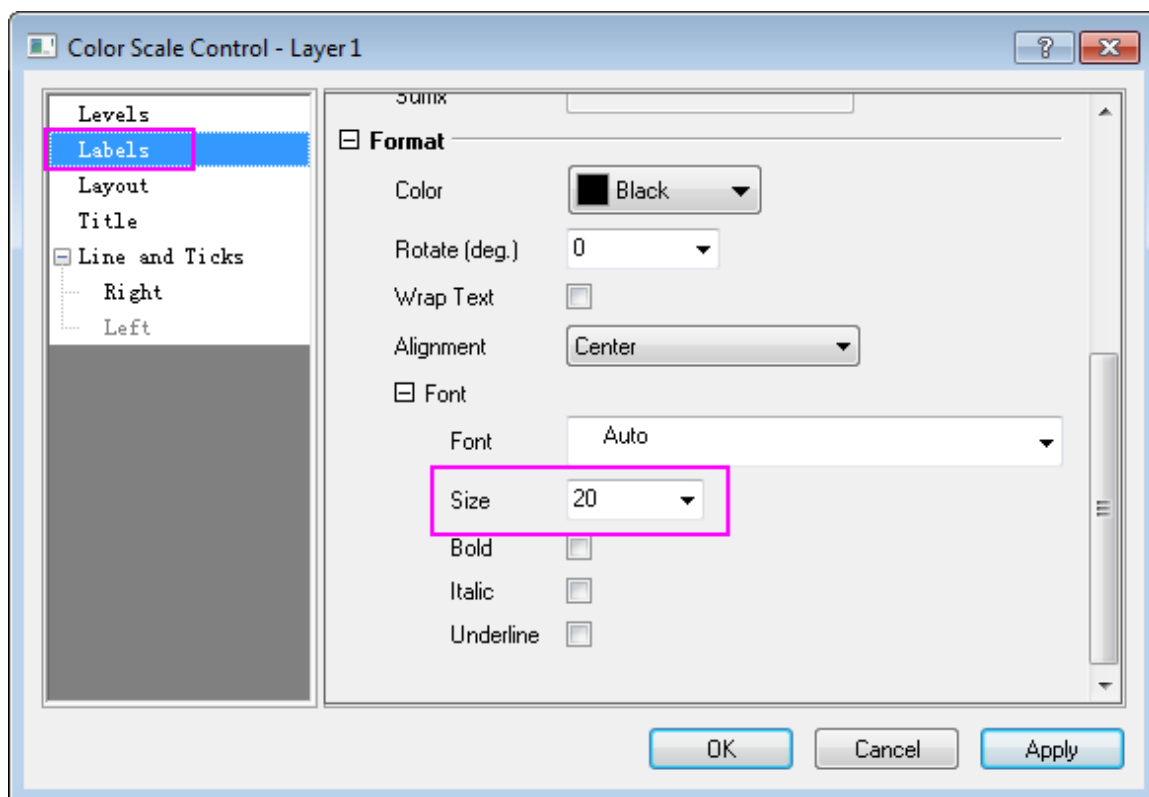 Color Scale Control - Layer 1
Levels
Labels
Layout
Title
Line and Ticks
Right
Left
Format
Color
Black
Rotate (deg.)
0
Wrap Text
Alignment
Center
Font
Font
Auto
Size
20
Bold
Italic
Underline
OK
Cancel
Apply